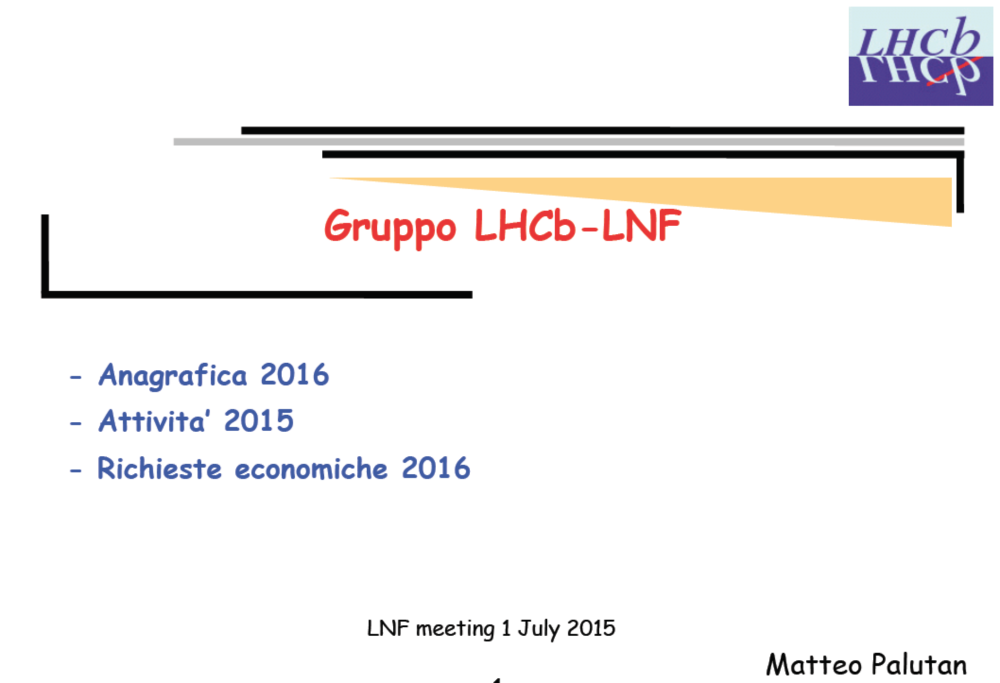 LHCb
LHCb
Gruppo LHCb-LNF
- Anagrafica 2016
- Attivita' 2015
- Richieste economiche 2016
LNF meeting 1 July 2015
Matteo Palutan
1